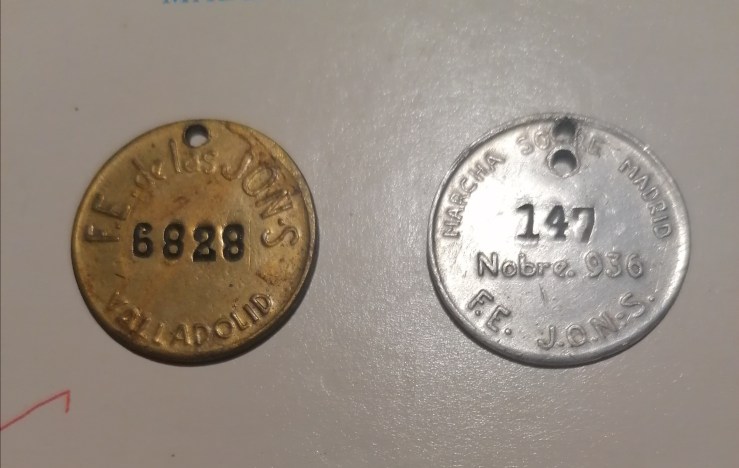 F.E. de las JON-S
6828
VALLADOLID
MARCHA SOBRE MADRID
147
Nobre. 936
F.E. J.O.N.-S.